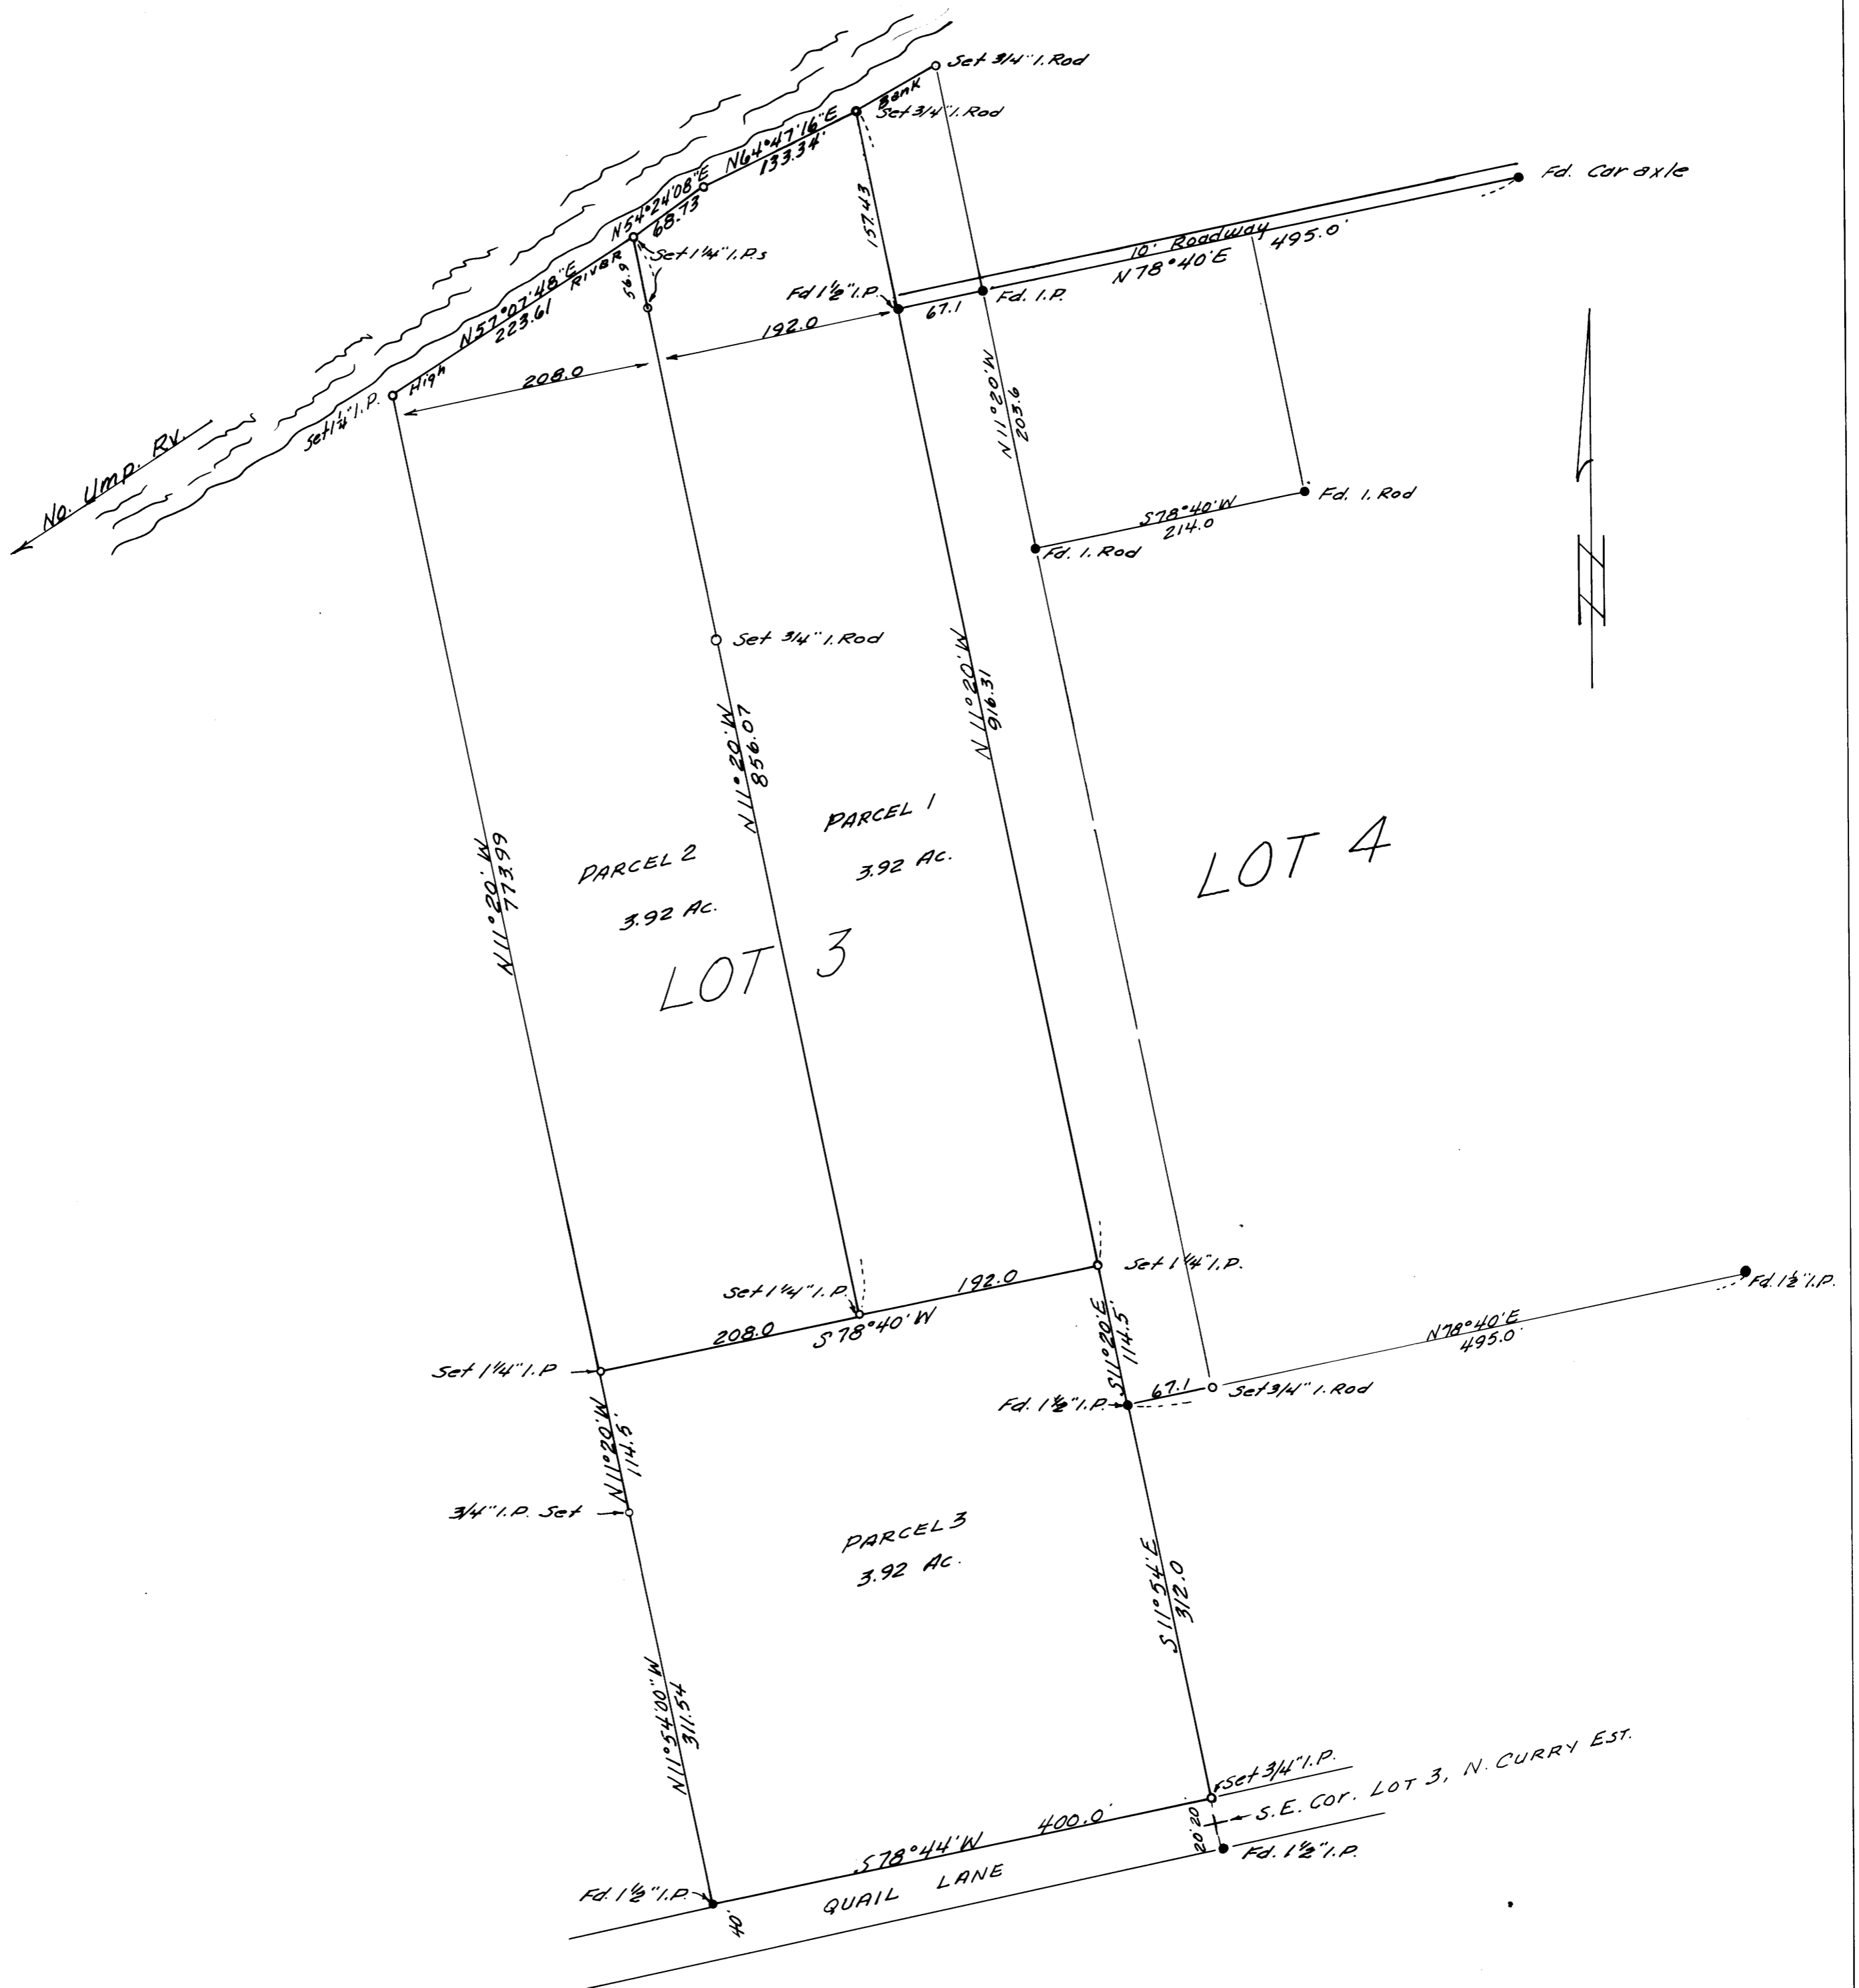 Set 3/4" I. Rod
Bank
Set 3/4" I. Rod
N64°47'16"E
133.34'
N54°24'08"E
68.73
RIVER
Set 1 1/4" I.P.s
56.9
157.43
Fd. Car axle
10' Roadway
495.0'
N78°40'E
Fd 1 1/2" I.P.
67.1
Fd. I.P.
192.0
N57°07'48"E
223.61
208.0
High
Set 1 1/4" I.P.
No. Ump. Rv.
N11°20'W
203.6
Fd. I. Rod
S78°40'W
214.0
Fd. I. Rod
Set 3/4" I. Rod
N11°20'W
916.31
N11°20'W
856.07
PARCEL 1
3.92 Ac.
PARCEL 2
3.92 Ac.
N11°20'W
773.99
LOT 4
LOT 3
Set 1 1/4" I.P.
Set 1 1/4" I.P.
192.0
208.0
S78°40'W
Fd. 1 1/2" I.P.
S11°20'E
114.5'
N78°40'E
495.0'
Set 1 1/4" I.P
67.1
Set 3/4" I. Rod
Fd. 1 1/2" I.P.
N11°20'W
114.5'
3/4" I.P. Set
PARCEL 3
3.92 Ac.
S11°54'E
312.0
N11°54'00"W
311.54
Set 3/4" I.P.
S.E. Cor. LOT 3, N. CURRY EST.
20' 20'
400.0'
S78°44'W
Fd. 1 1/2" I.P.
Fd. 1 1/2" I.P.
QUAIL LANE
40'